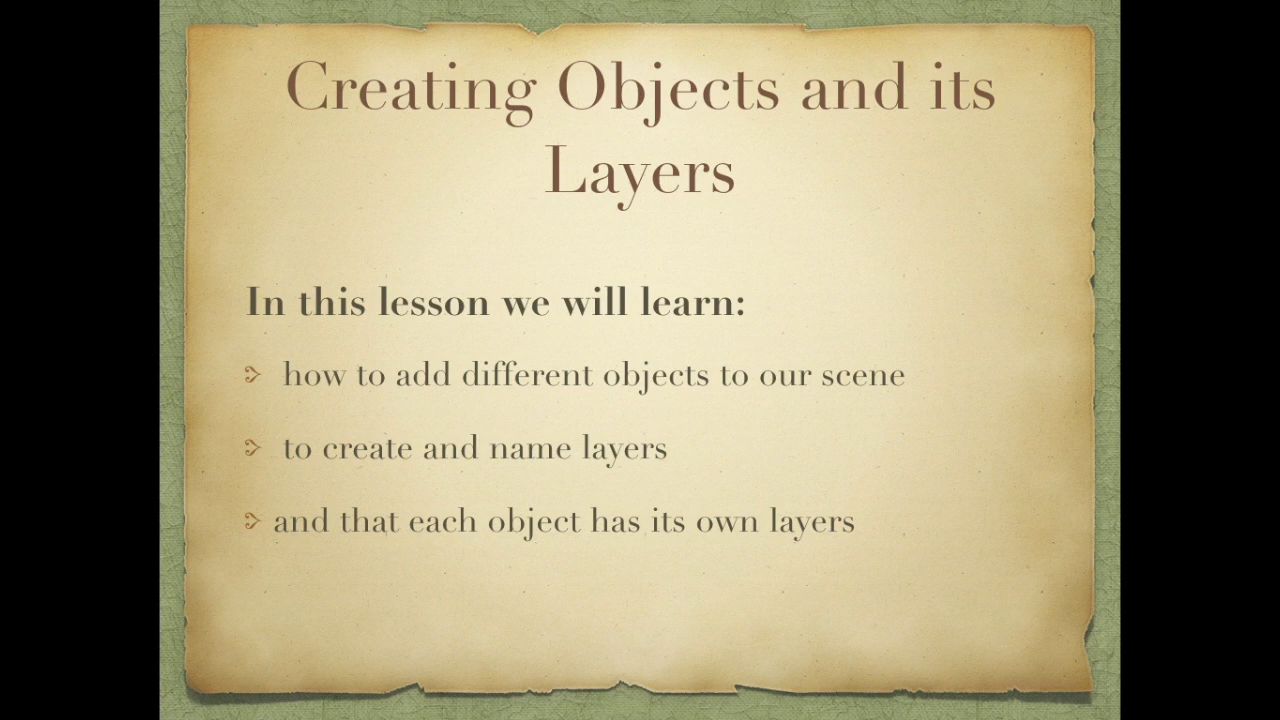 Creating Objects and its
Layers
In this lesson we will learn:
how to add different objects to our scene
to create and name layers
and that each object has its own layers